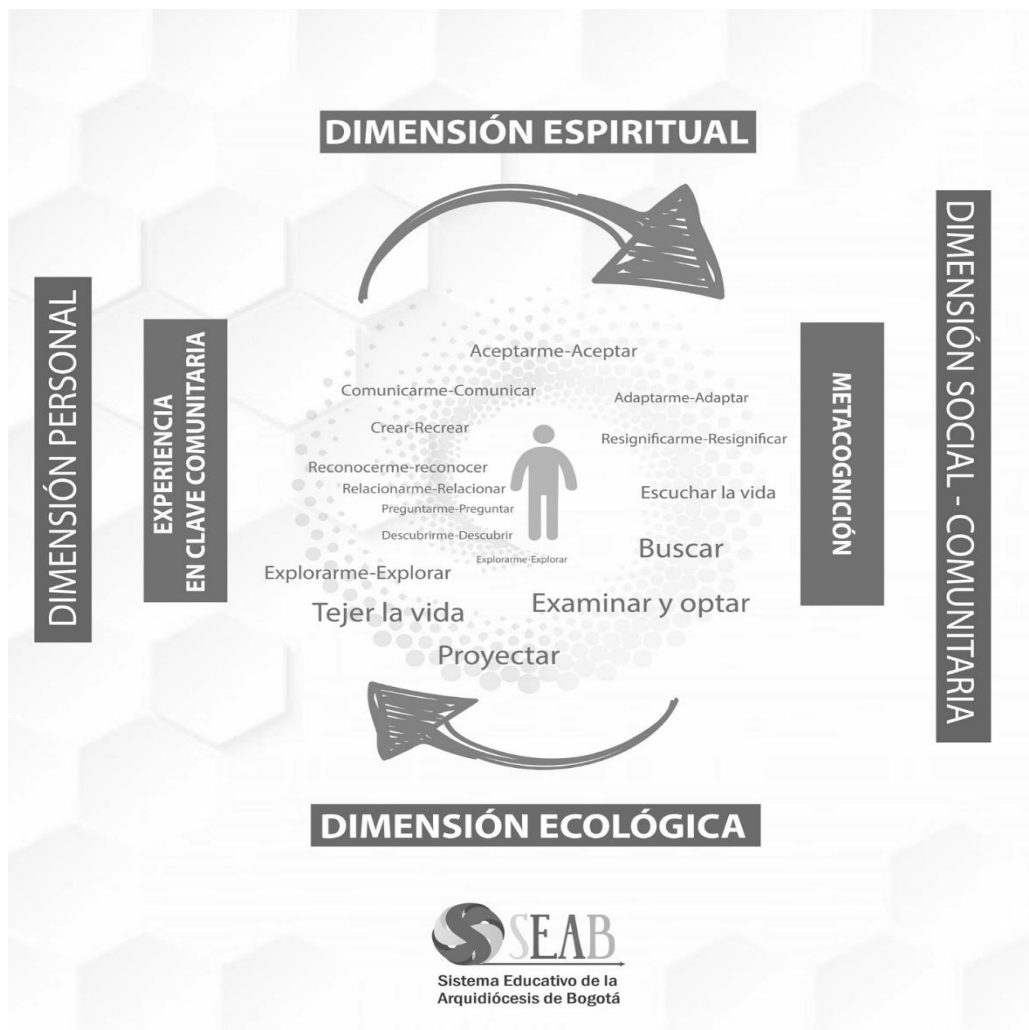 DIMENSIÓN ESPIRITUAL
DIMENSIÓN PERSONAL
EXPERIENCIA
EN CLAVE COMUNITARIA
Aceptarme-Aceptar
Comunicarme-Comunicar
Adaptarme-Adaptar
Crear-Recrear
Resignificarme-Resignificar
Reconocerme-reconocer
Relacionarme-Relacionar
Escuchar la vida
Preguntarme-Preguntar
Descubrirme-Descubrir
Buscar
Explorarme-Explorar
Explorarme-Explorar
Tejer la vida
Examinar y optar
Proyectar
METACOGNICIÓN
DIMENSIÓN SOCIAL - COMUNITARIA
DIMENSIÓN ECOLÓGICA
SEAB
Sistema Educativo de la
Arquidiócesis de Bogotá